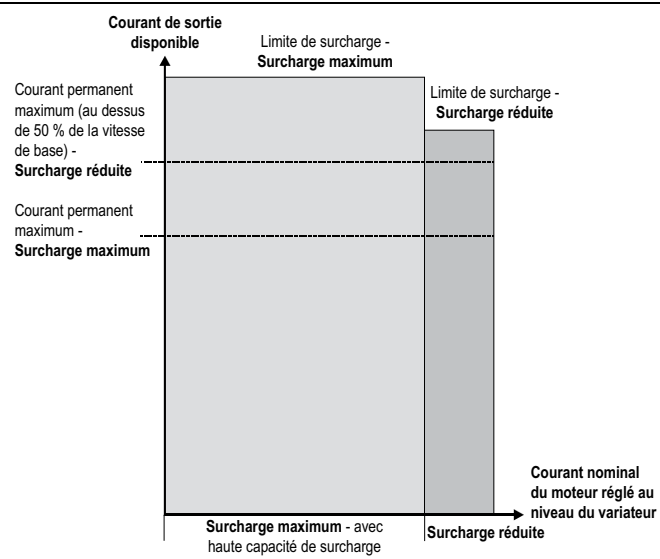 Courant de sortie
disponible
Limite de surcharge -
Surcharge maximum
Courant permanent
maximum (au dessus
de 50 % de la vitesse
de base) -
Surcharge réduite
Limite de surcharge -
Surcharge réduite
Courant permanent
maximum -
Surcharge maximum
Courant nominal
du moteur réglé au
niveau du variateur
Surcharge maximum - avec
haute capacité de surcharge
Surcharge réduite